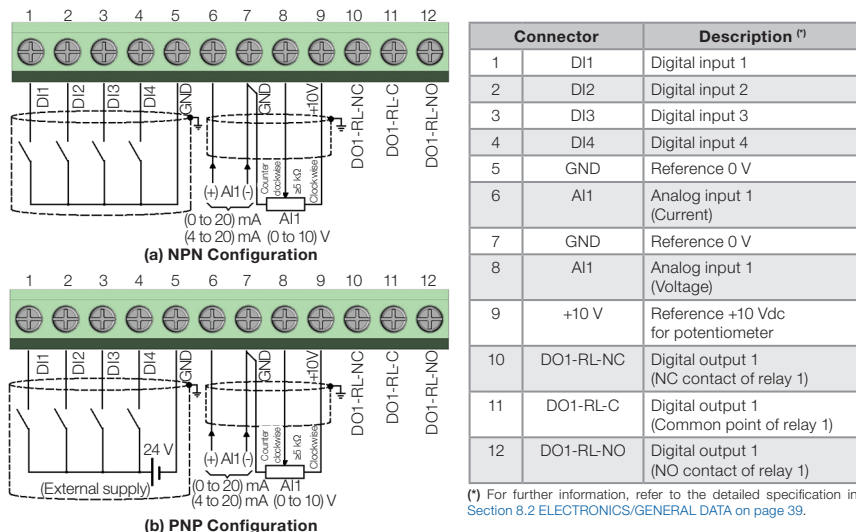 1 2 3 4 5 6 7 8 9 10 11 12
DI1
DI2
DI3
DI4
GND
GND
+10V
DO1-RL-NC
DO1-RL-C
DO1-RL-NO
Counter
clockwise
≥5 kΩ
Clockwise
(+) AI1 (-)
(0 to 20) mA AI1
(4 to 20) mA (0 to 10) V
(a) NPN Configuration
1 2 3 4 5 6 7 8 9 10 11 12
DI1
DI2
DI3
DI4
GND
GND
+10V
DO1-RL-NC
DO1-RL-C
DO1-RL-NO
24 V
(External supply)
Counter
clockwise
≥5 kΩ
Clockwise
(+) AI1 (-)
(0 to 20) mA AI1
(4 to 20) mA (0 to 10) V
(b) PNP Configuration
Connector Description (*)
1 DI1 Digital input 1
2 DI2 Digital input 2
3 DI3 Digital input 3
4 DI4 Digital input 4
5 GND Reference 0 V
6 AI1 Analog input 1
(Current)
7 GND Reference 0 V
8 AI1 Analog input 1
(Voltage)
9 +10 V Reference +10 Vdc
for potentiometer
10 DO1-RL-NC Digital output 1
(NC contact of relay 1)
11 DO1-RL-C Digital output 1
(Common point of relay 1)
12 DO1-RL-NO Digital output 1
(NO contact of relay 1)
(*) For further information, refer to the detailed specification in
Section 8.2 ELECTRONICS/GENERAL DATA on page 39.